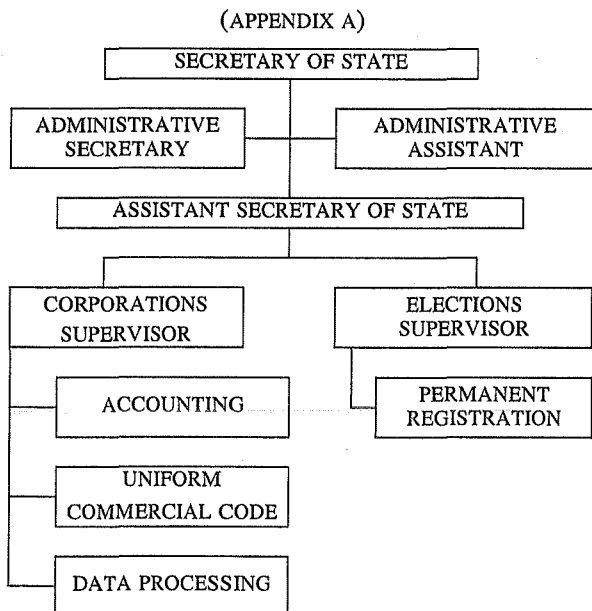 (APPENDIX A)
SECRETARY OF STATE
ADMINISTRATIVE
SECRETARY
ADMINISTRATIVE
ASSISTANT
ASSISTANT SECRETARY OF STATE
CORPORATIONS
SUPERVISOR
ELECTIONS
SUPERVISOR
ACCOUNTING
PERMANENT
REGISTRATION
UNIFORM
COMMERCIAL CODE
DATA PROCESSING